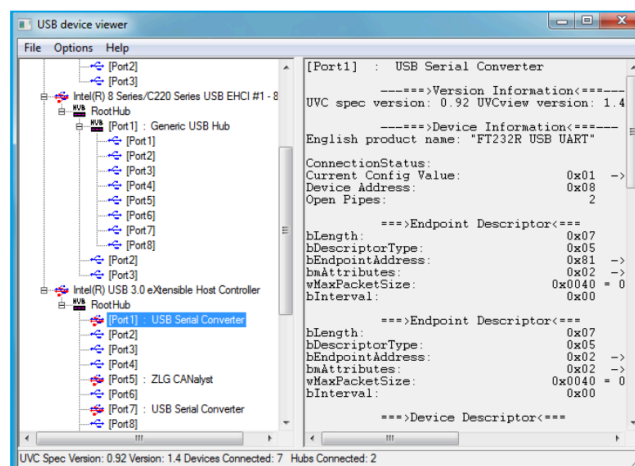 USB device viewer
File Options Help
[Port2]
[Port3]
Intel(R) 8 Series/C220 Series USB EHCI #1 - 8
RootHub
[Port1] : Generic USB Hub
[Port1]
[Port2]
[Port3]
[Port4]
[Port5]
[Port6]
[Port7]
[Port8]
[Port2]
[Port3]
Intel(R) USB 3.0 eXtensible Host Controller
RootHub
[Port1] : USB Serial Converter
[Port2]
[Port3]
[Port4]
[Port5] : ZLG CANalyst
[Port6]
[Port7] : USB Serial Converter
[Port8]
[Port1] : USB Serial Converter
---===>Version Information<===---
UVC spec version: 0.92 UVCview version: 1.4
---===>Device Information<===---
English product name: "FT232R USB UART"
ConnectionStatus:
Current Config Value: 0x01 ->
Device Address: 0x08
Open Pipes: 2
===>Endpoint Descriptor<===
bLength: 0x07
bDescriptorType: 0x05
bEndpointAddress: 0x81 ->
bmAttributes: 0x02 ->
wMaxPacketSize: 0x0040 = 0
bInterval: 0x00
===>Endpoint Descriptor<===
bLength: 0x07
bDescriptorType: 0x05
bEndpointAddress: 0x02 ->
bmAttributes: 0x02 ->
wMaxPacketSize: 0x0040 = 0
bInterval: 0x00
===>Device Descriptor<===
UVC Spec Version: 0.92 Version: 1.4 Devices Connected: 7 Hubs Connected: 2